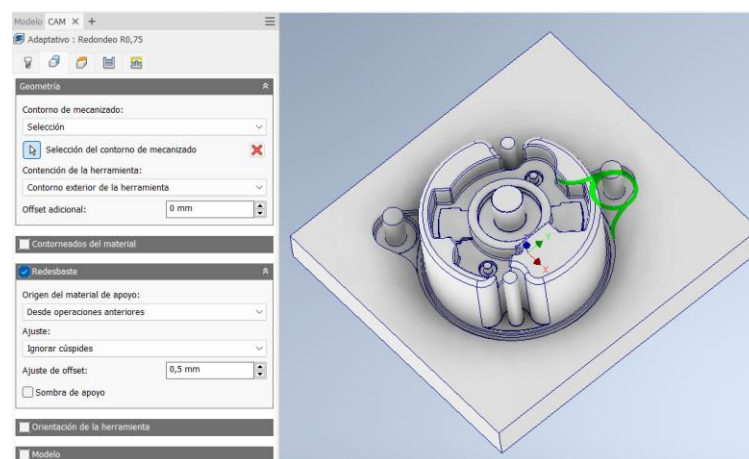 Modelo CAM × +
Adaptativo : Redondeo R0,75
Geometría
Contorno de mecanizado:
Selección
Selección del contorno de mecanizado
Contención de la herramienta:
Contorno exterior de la herramienta
Offset adicional: 0 mm
Contorneados del material
Redesbaste
Origen del material de apoyo:
Desde operaciones anteriores
Ajuste:
Ignorar cúspides
Ajuste de offset: 0,5 mm
Sombra de apoyo
Orientación de la herramienta
Modelo
Y
X